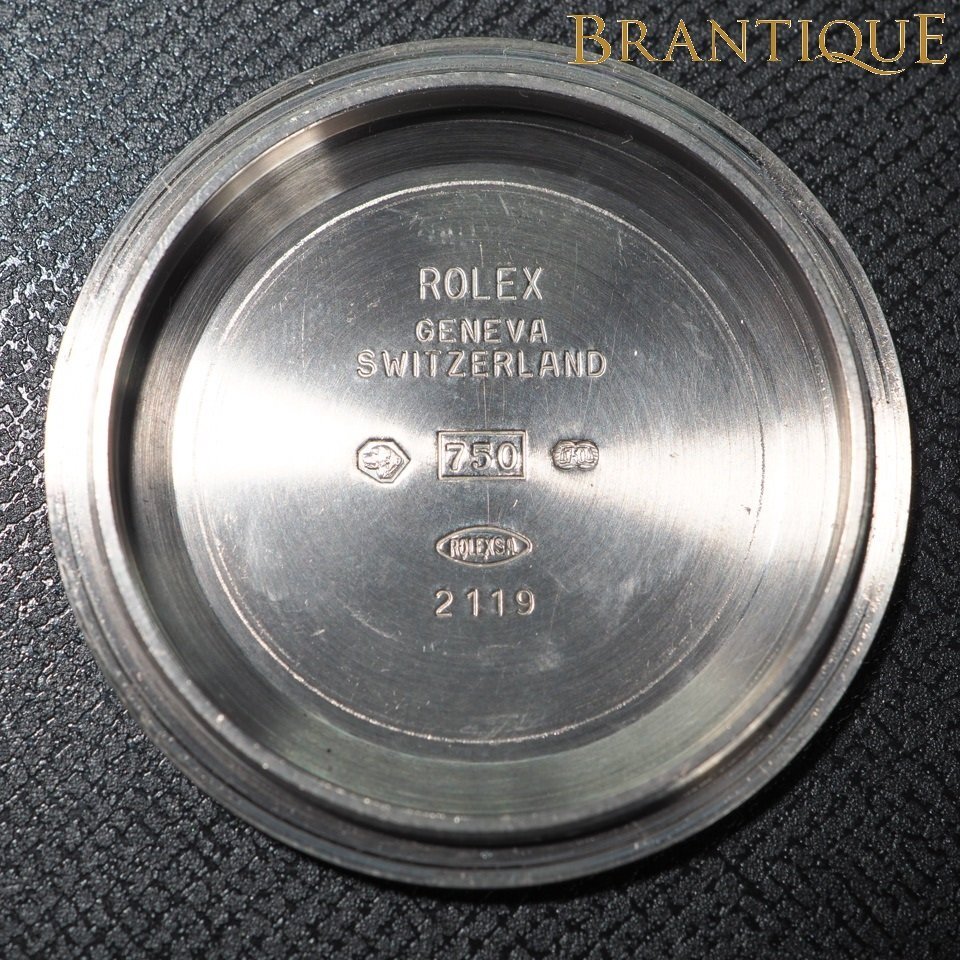 BRANTIQUE
ROLEX
GENEVA
SWITZERLAND
750
ROLEX S.A.
2119